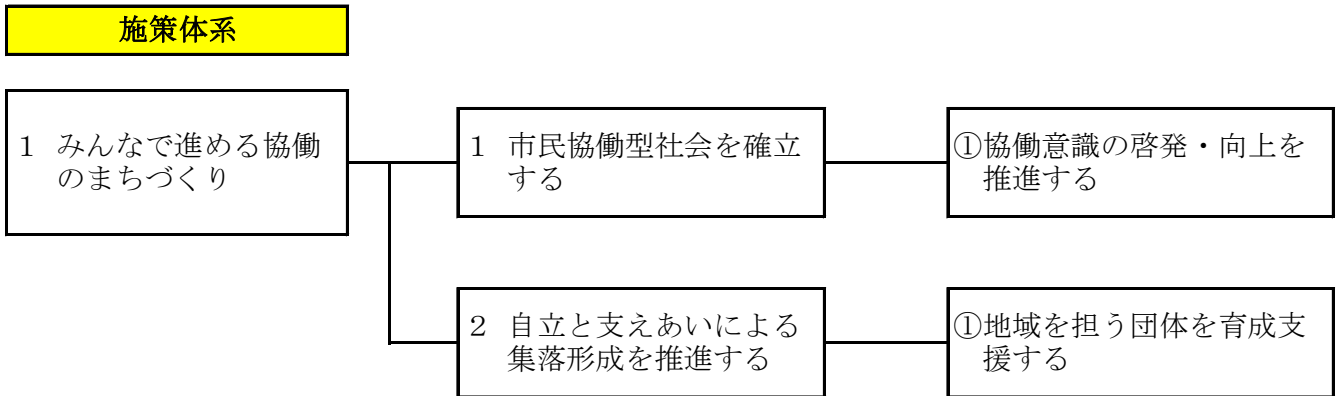 施策体系
１ みんなで進める協働
のまちづくり
１ 市民協働型社会を確立
する
①協働意識の啓発・向上を
推進する
２ 自立と支えあいによる
集落形成を推進する
①地域を担う団体を育成支
援する